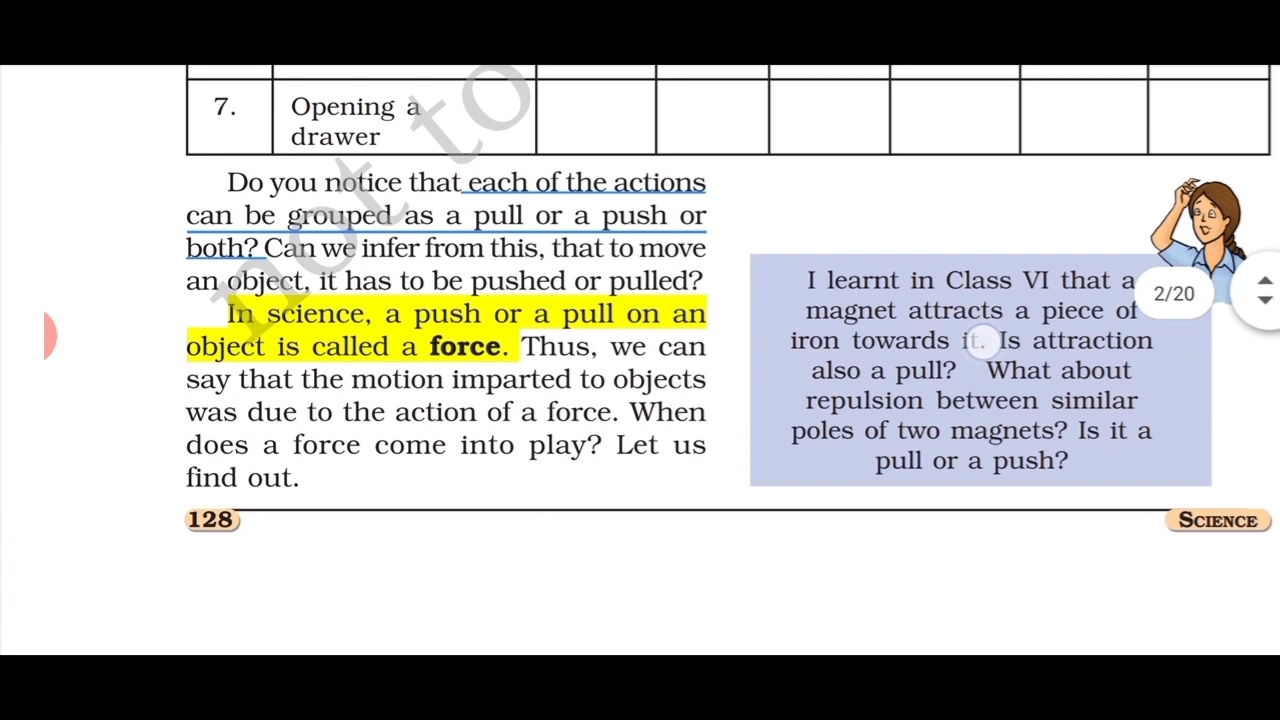 7.
Opening a
drawer
Do you notice that each of the actions
can be grouped as a pull or a push or
both? Can we infer from this, that to move
an object, it has to be pushed or pulled?
In science, a push or a pull on an
object is called a force. Thus, we can
say that the motion imparted to objects
was due to the action of a force. When
does a force come into play? Let us
find out.
I learnt in Class VI that a
magnet attracts a piece of
iron towards it. Is attraction
also a pull? What about
repulsion between similar
poles of two magnets? Is it a
pull or a push?
2/20
128
SCIENCE
not to